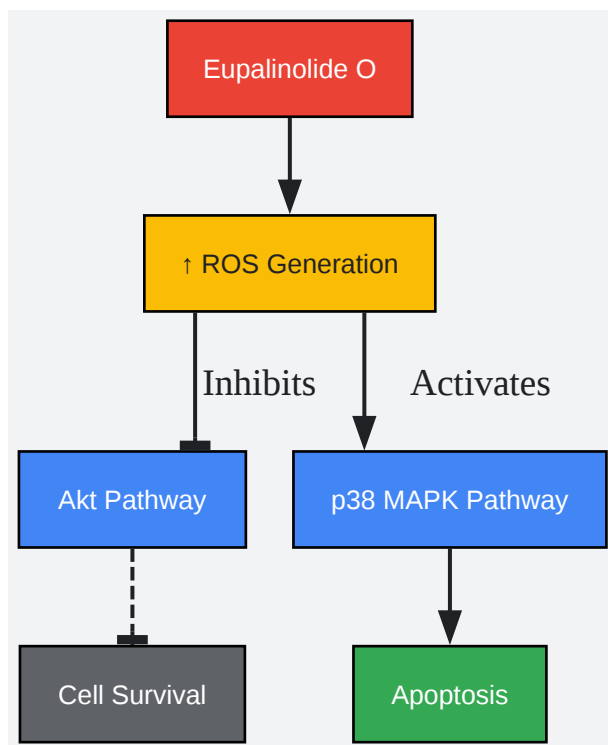 Eupalinolide O
↑ ROS Generation
Inhibits
Activates
Akt Pathway
p38 MAPK Pathway
Cell Survival
Apoptosis